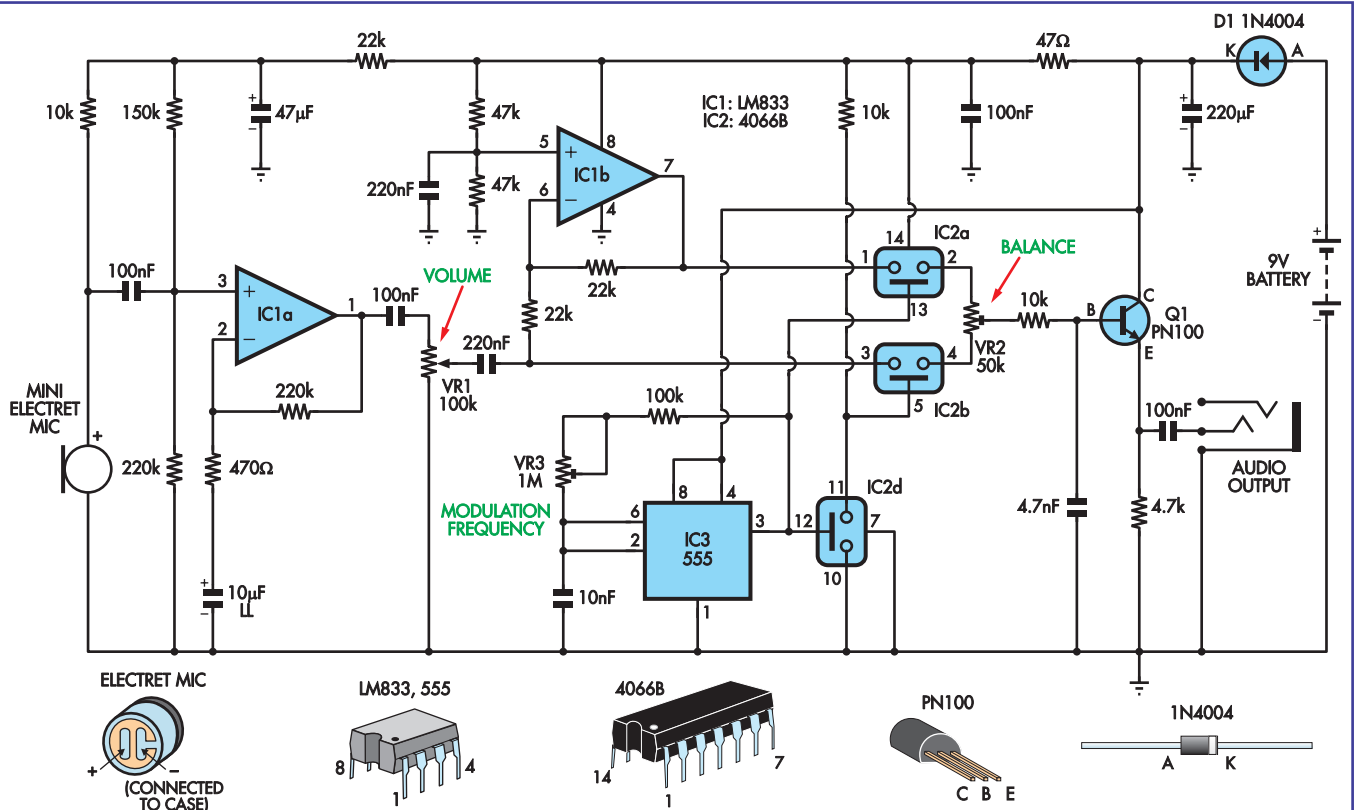 D1 1N4004
K
A
22k
47Ω
10k
150k
+
47µF
−
47k
IC1: LM833
IC2: 4066B
10k
100nF
+
220µF
−
5
+
8
IC1b
7
6
−
4
220nF
47k
14
IC2a
1
2
13
BALANCE
9V
BATTERY
+
−
100nF
3
+
IC1a
1
2
−
VOLUME
100nF
22k
22k
220nF
VR1
100k
10k
B
C
Q1
PN100
E
3
4
VR2
50k
5
IC2b
MINI
ELECTRET
MIC
+
220k
220k
470Ω
100k
VR3
1M
MODULATION
FREQUENCY
8
4
6
2
IC3
555
3
1
11
IC2d
12
7
10
100nF
AUDIO
OUTPUT
4.7nF
4.7k
+
10µF
LL
−
10nF
ELECTRET MIC
+
−
(CONNECTED
TO CASE)
LM833, 555
8
4
1
4066B
14
7
1
PN100
C B E
1N4004
A
K